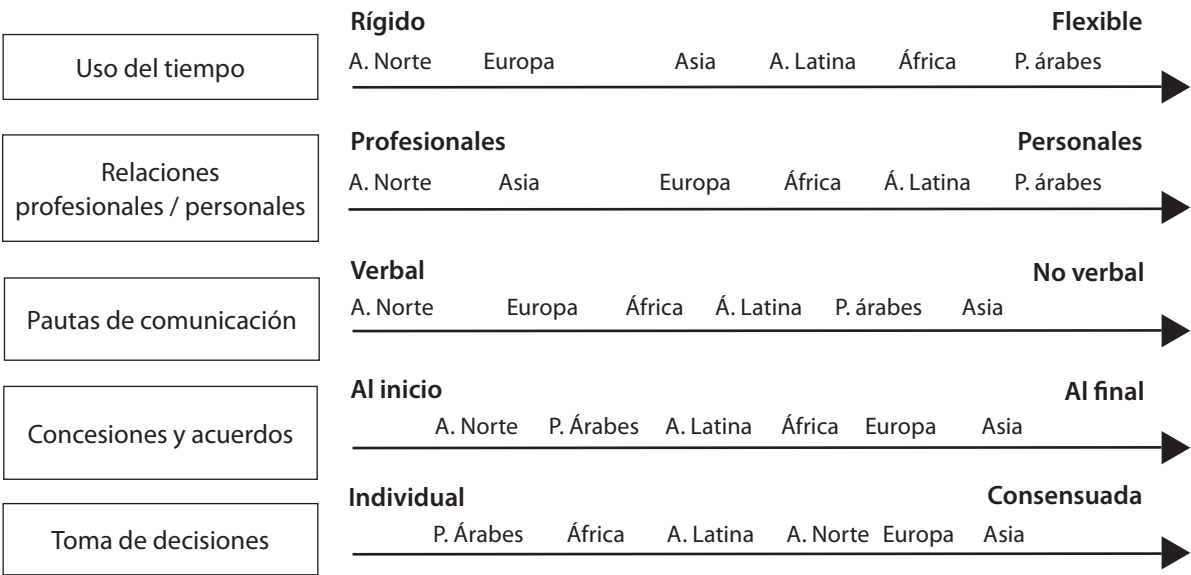 Rígido Flexible
Uso del tiempo
A. Norte Europa Asia A. Latina África P. árabes
Profesionales Personales
Relaciones
profesionales / personales
A. Norte Asia Europa África Á. Latina P. árabes
Verbal No verbal
Pautas de comunicación
A. Norte Europa África Á. Latina P. árabes Asia
Al inicio Al final
Concesiones y acuerdos
A. Norte P. Árabes A. Latina África Europa Asia
Individual Consensuada
Toma de decisiones
P. Árabes África A. Latina A. Norte Europa Asia